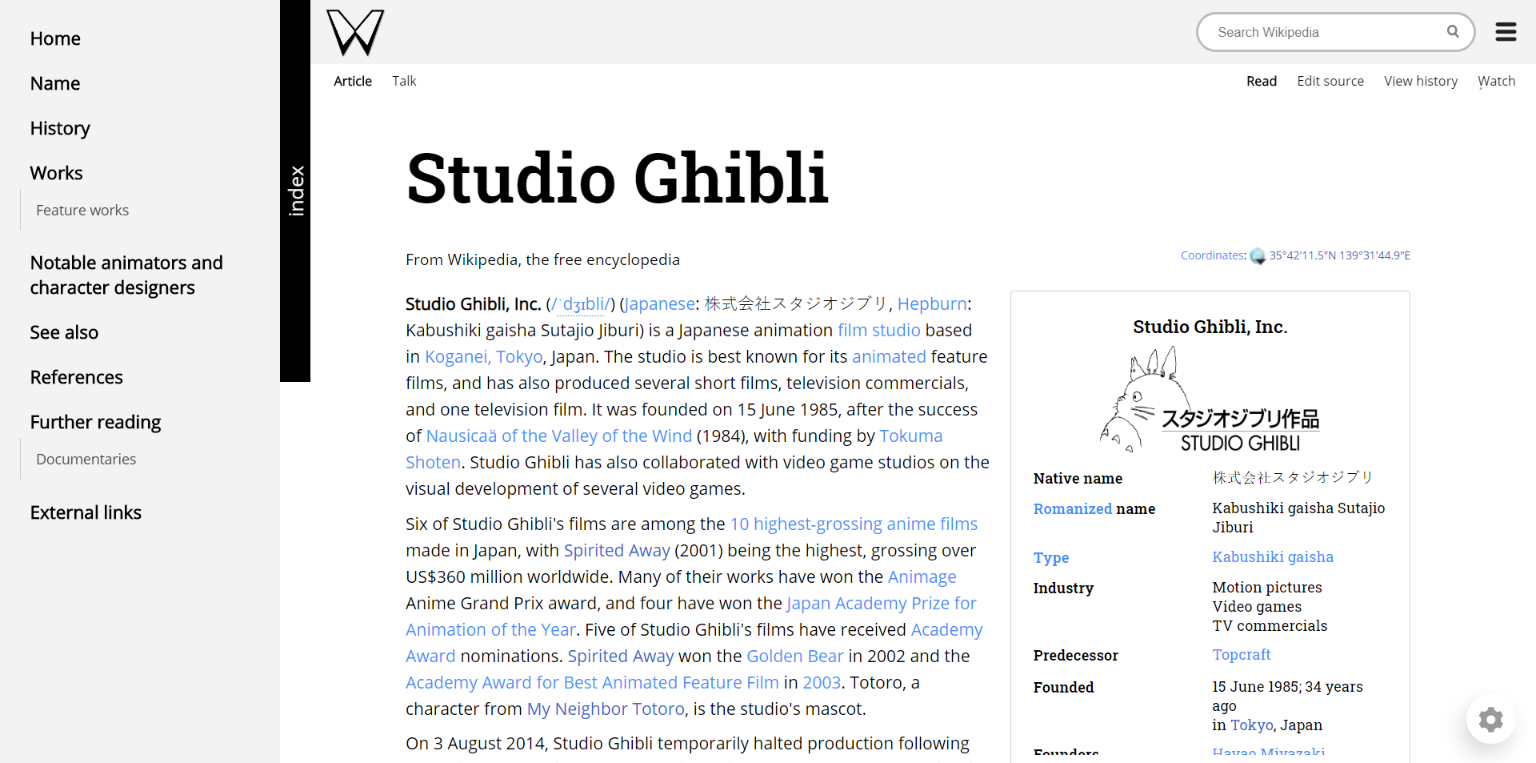 Home
Name
History
Works
Feature works
Notable animators and
character designers
See also
References
Further reading
Documentaries
External links
index
W
Search Wikipedia
Article Talk
Read Edit source View history Watch
Studio Ghibli
From Wikipedia, the free encyclopedia
Coordinates: 35°42'11.5"N 139°31'44.9"E
Studio Ghibli, Inc. (/ˈdʒɪbli/) (Japanese: 株式会社スタジオジブリ, Hepburn:
Kabushiki gaisha Sutajio Jiburi) is a Japanese animation film studio based
in Koganei, Tokyo, Japan. The studio is best known for its animated feature
films, and has also produced several short films, television commercials,
and one television film. It was founded on 15 June 1985, after the success
of Nausicaä of the Valley of the Wind (1984), with funding by Tokuma
Shoten. Studio Ghibli has also collaborated with video game studios on the
visual development of several video games.
Six of Studio Ghibli's films are among the 10 highest-grossing anime films
made in Japan, with Spirited Away (2001) being the highest, grossing over
US$360 million worldwide. Many of their works have won the Animage
Anime Grand Prix award, and four have won the Japan Academy Prize for
Animation of the Year. Five of Studio Ghibli's films have received Academy
Award nominations. Spirited Away won the Golden Bear in 2002 and the
Academy Award for Best Animated Feature Film in 2003. Totoro, a
character from My Neighbor Totoro, is the studio's mascot.
On 3 August 2014, Studio Ghibli temporarily halted production following
Studio Ghibli, Inc.
スタジオジブリ作品
STUDIO GHIBLI
Native name 株式会社スタジオジブリ
Romanized name Kabushiki gaisha Sutajio
Jiburi
Type Kabushiki gaisha
Industry Motion pictures
Video games
TV commercials
Predecessor Topcraft
Founded 15 June 1985; 34 years
ago
in Tokyo, Japan
Founders Hayao Miyazaki